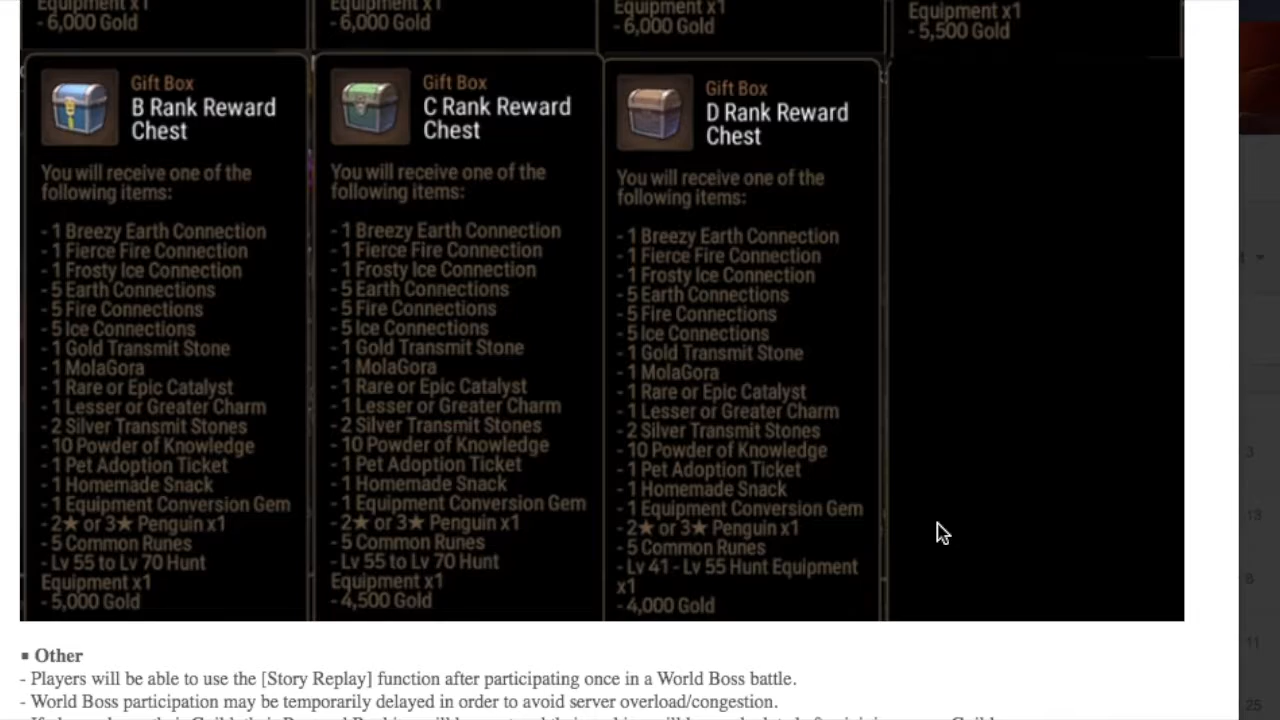 Equipment x1
- 6,000 Gold
Equipment x1
- 6,000 Gold
Equipment x1
- 6,000 Gold
Equipment x1
- 5,500 Gold
Gift Box
B Rank Reward
Chest
You will receive one of the
following items:
- 1 Breezy Earth Connection
- 1 Fierce Fire Connection
- 1 Frosty Ice Connection
- 5 Earth Connections
- 5 Fire Connections
- 5 Ice Connections
- 1 Gold Transmit Stone
- 1 MolaGora
- 1 Rare or Epic Catalyst
- 1 Lesser or Greater Charm
- 2 Silver Transmit Stones
- 10 Powder of Knowledge
- 1 Pet Adoption Ticket
- 1 Homemade Snack
- 1 Equipment Conversion Gem
- 2★ or 3★ Penguin x1
- 5 Common Runes
- Lv 55 to Lv 70 Hunt
Equipment x1
- 5,000 Gold
Gift Box
C Rank Reward
Chest
You will receive one of the
following items:
- 1 Breezy Earth Connection
- 1 Fierce Fire Connection
- 1 Frosty Ice Connection
- 5 Earth Connections
- 5 Fire Connections
- 5 Ice Connections
- 1 Gold Transmit Stone
- 1 MolaGora
- 1 Rare or Epic Catalyst
- 1 Lesser or Greater Charm
- 2 Silver Transmit Stones
- 10 Powder of Knowledge
- 1 Pet Adoption Ticket
- 1 Homemade Snack
- 1 Equipment Conversion Gem
- 2★ or 3★ Penguin x1
- 5 Common Runes
- Lv 55 to Lv 70 Hunt
Equipment x1
- 4,500 Gold
Gift Box
D Rank Reward
Chest
You will receive one of the
following items:
- 1 Breezy Earth Connection
- 1 Fierce Fire Connection
- 1 Frosty Ice Connection
- 5 Earth Connections
- 5 Fire Connections
- 5 Ice Connections
- 1 Gold Transmit Stone
- 1 MolaGora
- 1 Rare or Epic Catalyst
- 1 Lesser or Greater Charm
- 2 Silver Transmit Stones
- 10 Powder of Knowledge
- 1 Pet Adoption Ticket
- 1 Homemade Snack
- 1 Equipment Conversion Gem
- 2★ or 3★ Penguin x1
- 5 Common Runes
- Lv 41 - Lv 55 Hunt Equipment
x1
- 4,000 Gold
3
13
8
11
25
▪ Other
- Players will be able to use the [Story Replay] function after participating once in a World Boss battle.
- World Boss participation may be temporarily delayed in order to avoid server overload/congestion.